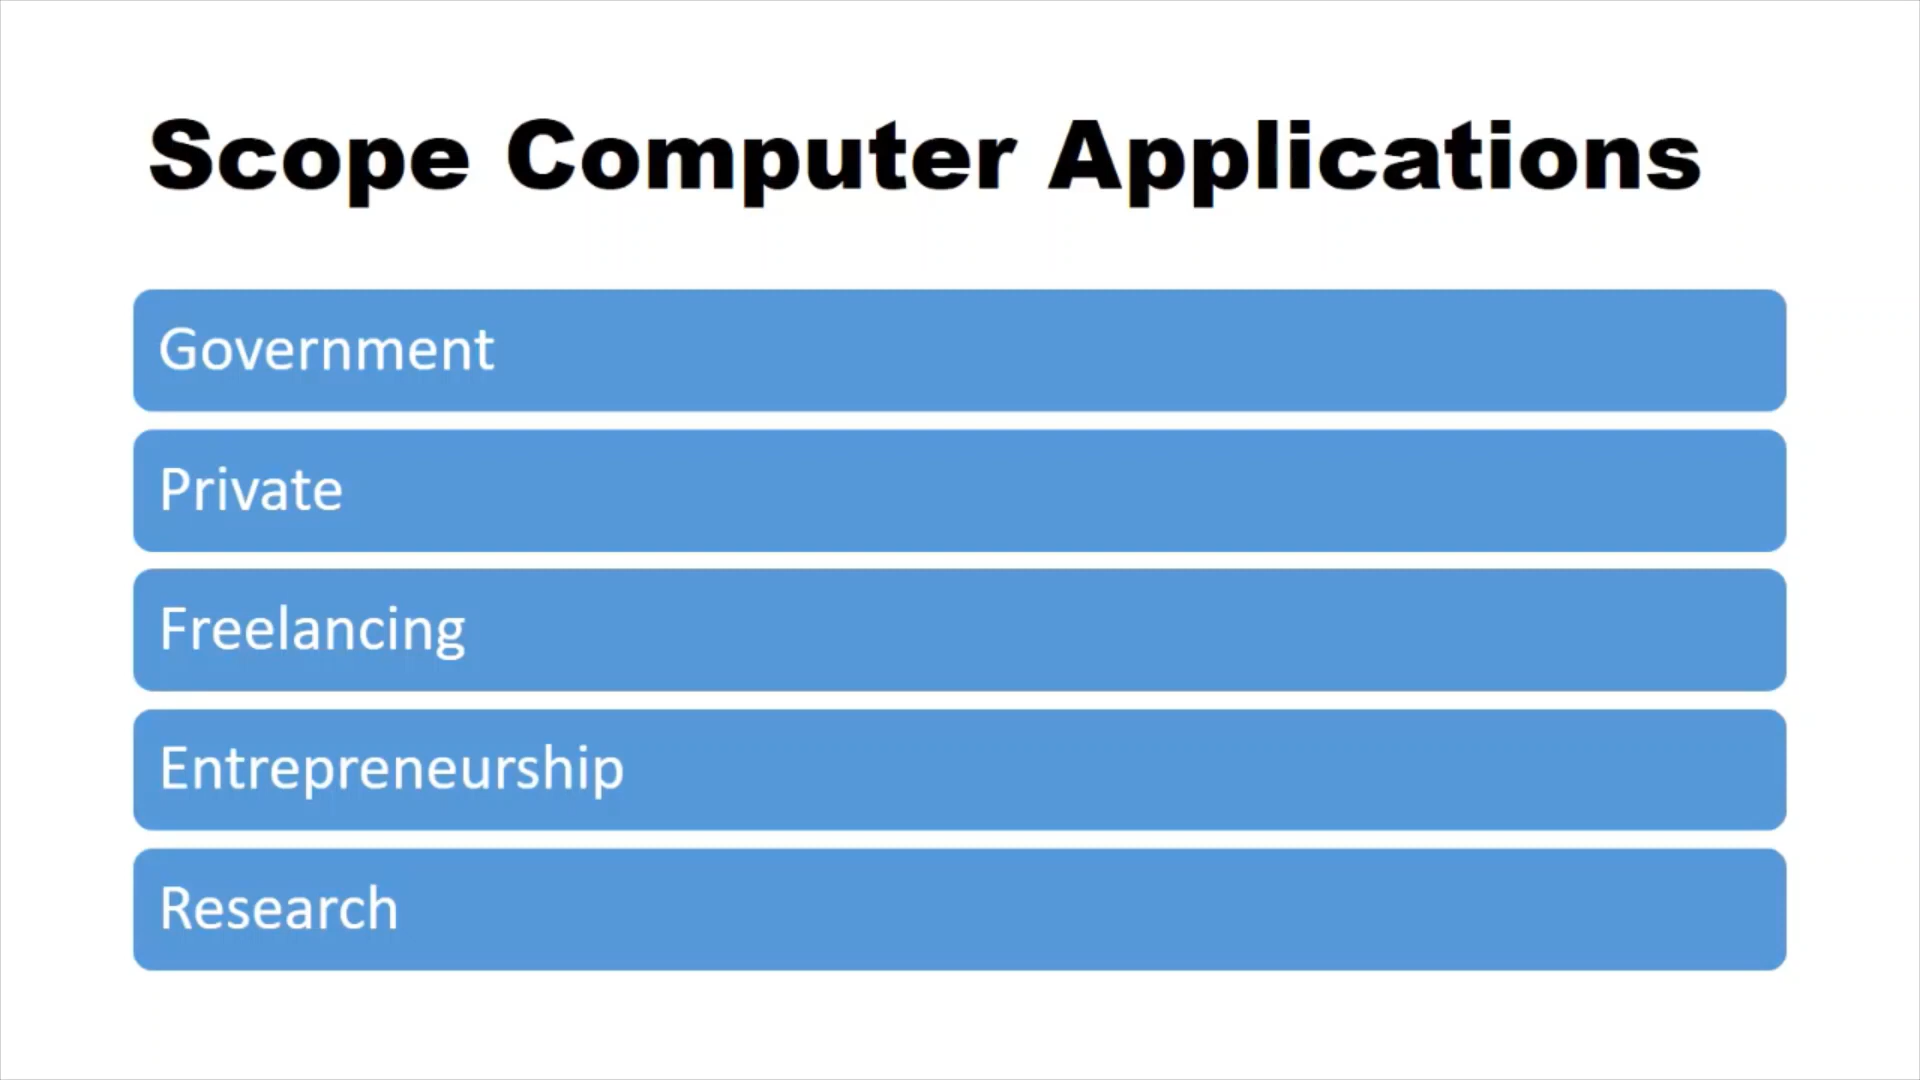 Scope Computer Applications
Government
Private
Freelancing
Entrepreneurship
Research